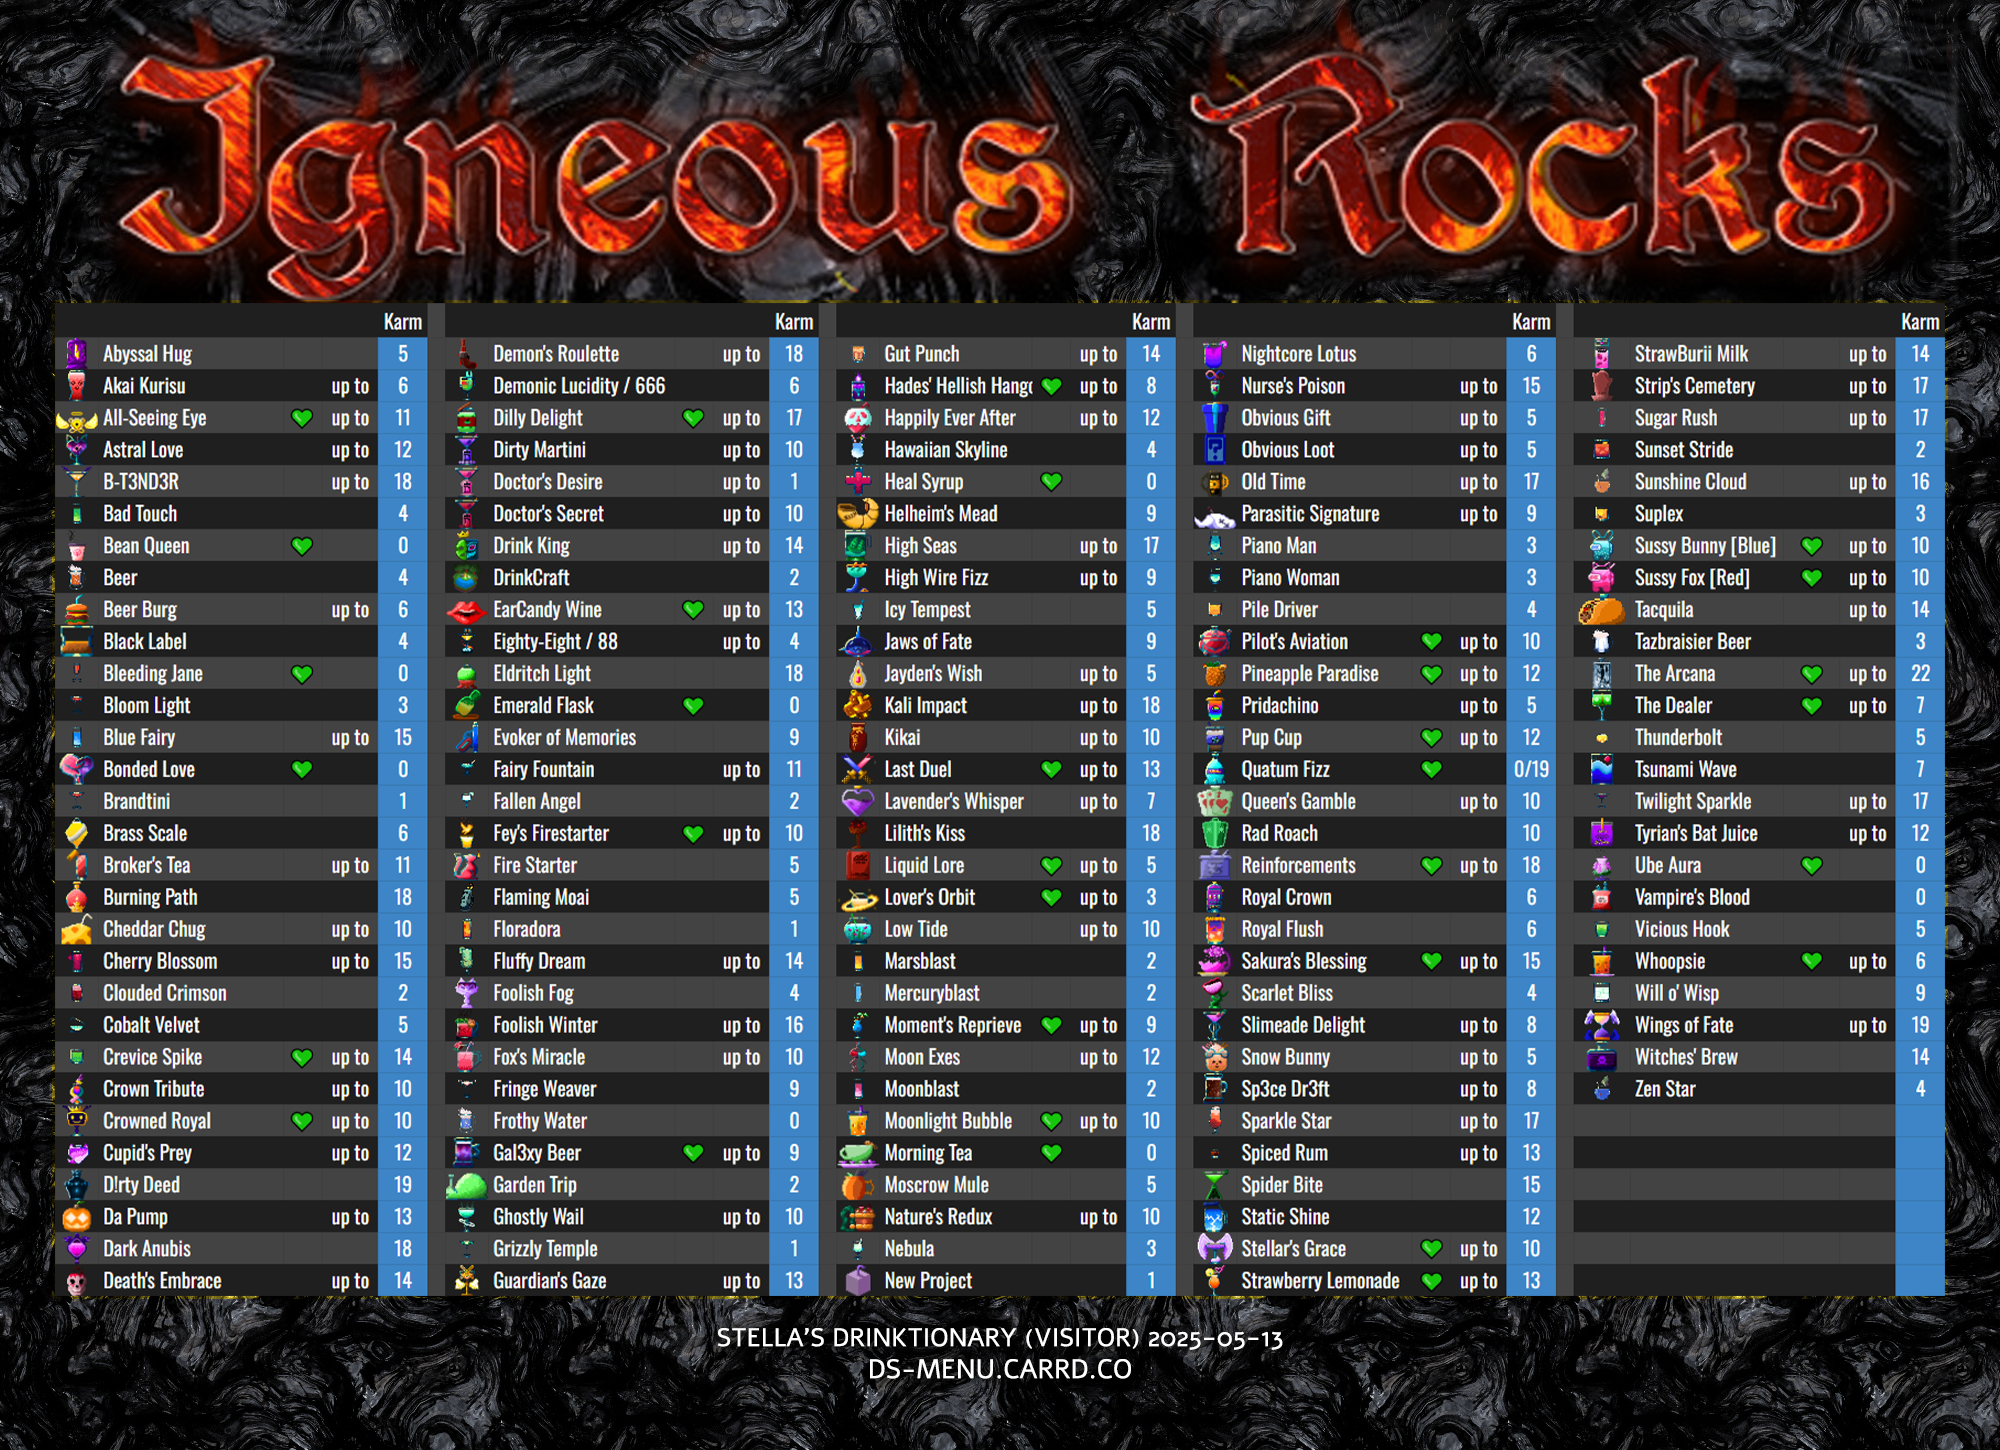 Igneous Rocks
Karm
Abyssal Hug 5
Akai Kurisu up to 6
All-Seeing Eye up to 11
Astral Love up to 12
B-T3ND3R up to 18
Bad Touch 4
Bean Queen 0
Beer 4
Beer Burg up to 6
Black Label 4
Bleeding Jane 0
Bloom Light 3
Blue Fairy up to 15
Bonded Love 0
Brandtini 1
Brass Scale 6
Broker's Tea up to 11
Burning Path 18
Cheddar Chug up to 10
Cherry Blossom up to 15
Clouded Crimson 2
Cobalt Velvet 5
Crevice Spike up to 14
Crown Tribute up to 10
Crowned Royal up to 10
Cupid's Prey up to 12
D!rty Deed 19
Da Pump up to 13
Dark Anubis 18
Death's Embrace up to 14
Karm
Demon's Roulette up to 18
Demonic Lucidity / 666 6
Dilly Delight up to 17
Dirty Martini up to 10
Doctor's Desire up to 1
Doctor's Secret up to 10
Drink King up to 14
DrinkCraft 2
EarCandy Wine up to 13
Eighty-Eight / 88 up to 4
Eldritch Light 18
Emerald Flask 0
Evoker of Memories 9
Fairy Fountain up to 11
Fallen Angel 2
Fey's Firestarter up to 10
Fire Starter 5
Flaming Moai 5
Floradora 1
Fluffy Dream up to 14
Foolish Fog 4
Foolish Winter up to 16
Fox's Miracle up to 10
Fringe Weaver 9
Frothy Water 0
Gal3xy Beer up to 9
Garden Trip 2
Ghostly Wail up to 10
Grizzly Temple 1
Guardian's Gaze up to 13
Karm
Gut Punch up to 14
Hades' Hellish Hang up to 8
Happily Ever After up to 12
Hawaiian Skyline 4
Heal Syrup 0
Helheim's Mead 9
High Seas up to 17
High Wire Fizz up to 9
Icy Tempest 5
Jaws of Fate 9
Jayden's Wish up to 5
Kali Impact up to 18
Kikai up to 10
Last Duel up to 13
Lavender's Whisper up to 7
Lilith's Kiss 18
Liquid Lore up to 5
Lover's Orbit up to 3
Low Tide up to 10
Marsblast 2
Mercuryblast 2
Moment's Reprieve up to 9
Moon Exes up to 12
Moonblast 2
Moonlight Bubble up to 10
Morning Tea 0
Moscrow Mule 5
Nature's Redux up to 10
Nebula 3
New Project 1
Karm
Nightcore Lotus 6
Nurse's Poison up to 15
Obvious Gift up to 5
Obvious Loot up to 5
Old Time up to 17
Parasitic Signature up to 9
Piano Man 3
Piano Woman 3
Pile Driver 4
Pilot's Aviation up to 10
Pineapple Paradise up to 12
Pridachino up to 5
Pup Cup up to 12
Quatum Fizz 0/19
Queen's Gamble up to 10
Rad Roach 10
Reinforcements up to 18
Royal Crown 6
Royal Flush 6
Sakura's Blessing up to 15
Scarlet Bliss 4
Slimeade Delight up to 8
Snow Bunny up to 5
Sp3ce Dr3ft up to 8
Sparkle Star up to 17
Spiced Rum up to 13
Spider Bite 15
Static Shine 12
Stellar's Grace up to 10
Strawberry Lemonade up to 13
Karm
StrawBurii Milk up to 14
Strip's Cemetery up to 17
Sugar Rush up to 17
Sunset Stride 2
Sunshine Cloud up to 16
Suplex 3
Sussy Bunny [Blue] up to 10
Sussy Fox [Red] up to 10
Tacquila up to 14
Tazbraisier Beer 3
The Arcana up to 22
The Dealer up to 7
Thunderbolt 5
Tsunami Wave 7
Twilight Sparkle up to 17
Tyrian's Bat Juice up to 12
Ube Aura 0
Vampire's Blood 0
Vicious Hook 5
Whoopsie up to 6
Will o' Wisp 9
Wings of Fate up to 19
Witches' Brew 14
Zen Star 4
STELLA'S DRINKTIONARY (VISITOR) 2025-05-13
DS-MENU.CARRD.CO